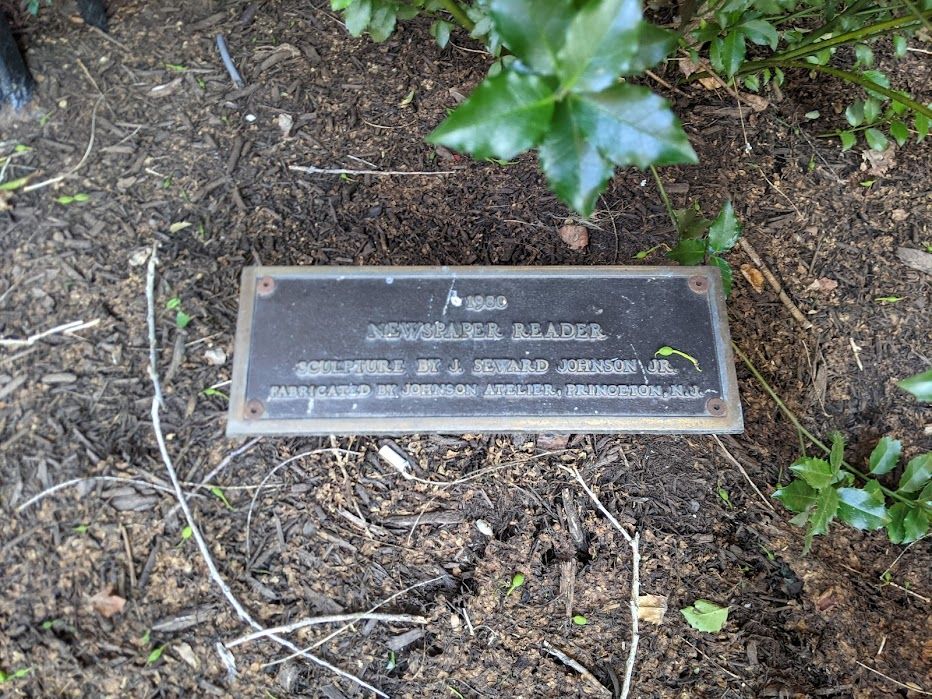 1980
NEWSPAPER READER
SCULPTURE BY J. SEWARD JOHNSON JR.
FABRICATED BY JOHNSON ATELIER, PRINCETON, N.J.